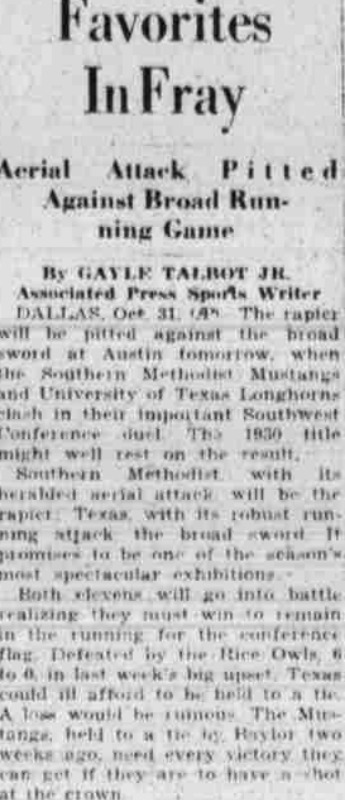 Favorites
In Fray
Aerial Attack Pitted
Against Broad Run-
ning Game
By GAYLE TALBOT JR.
Associated Press Sports Writer
DALLAS, Oct. 31. (AP) The rapier
will be pitted against the broad
sword at Austin tomorrow, when
the Southern Methodist Mustangs
and University of Texas Longhorns
clash in their important Southwest
Conference duel. The 1930 title
might well rest on the result.
Southern Methodist with its
heralded aerial attack will be the
rapier; Texas, with its robust run-
ning attack the broad sword. It
promises to be one of the season's
most spectacular exhibitions.
Both elevens will go into battle
realizing they must win to remain
in the running for the conference
flag. Defeated by the Rice Owls, 6
to 0, in last week's big upset, Texas
could ill afford to be held to a tie.
A loss would be ruinous. The Mus-
tangs, held to a tie by Baylor two
weeks ago, need every victory they
can get if they are to have a shot
at the crown.